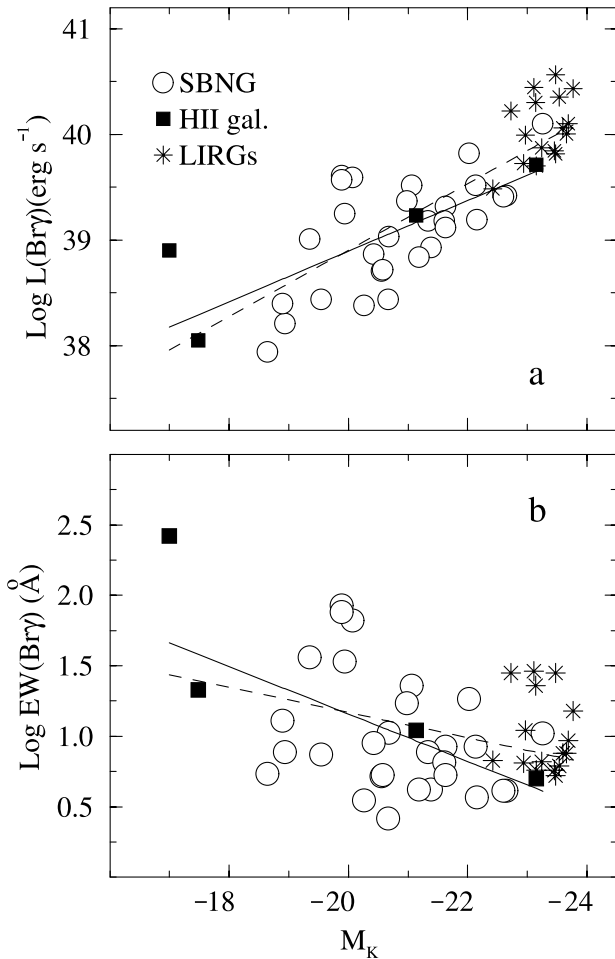 41
40
39
38
Log L(Brγ)(erg s⁻¹)
SBNG
HII gal.
LIRGs
a
2.5
2.0
1.5
1.0
0.5
Log EW(Brγ) (Å)
b
−18
−20
−22
−24
M_K